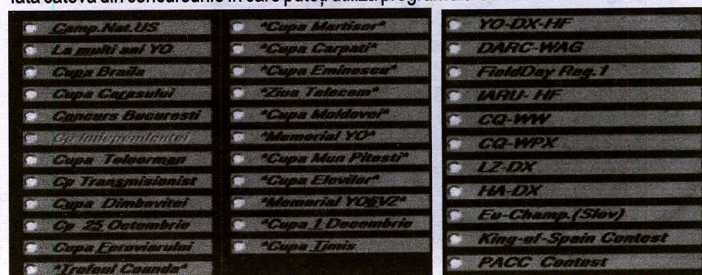 Iată câteva din concursurile în care puteți utiliza
Camp.Nat.US
La multi ani YO
Cupa Braila
Cupa Carasului
Concurs Bucuresti
Cp Independentei
Cupa Teleorman
Cp Transmisionist
Cupa Dimbovitei
Cp 25 Octombrie
Cupa Feroviarului
*Trofeul Coanda*
*Cupa Martisor*
*Cupa Carpati*
*Cupa Eminescu*
*Ziua Telecom*
*Cupa Moldovei*
*Memorial YO*
*Cupa Mun Pitesti*
*Cupa Elevilor*
*Memorial YO6VZ*
*Cupa 1 Decembrie
*Cupa Timis
YO-DX-HF
DARC-WAG
FieldDay Reg.1
IARU- HF
CQ-WW
CQ-WPX
LZ-DX
HA-DX
Eu-Champ.(Slov)
King-of-Spain Contest
PACC Contest